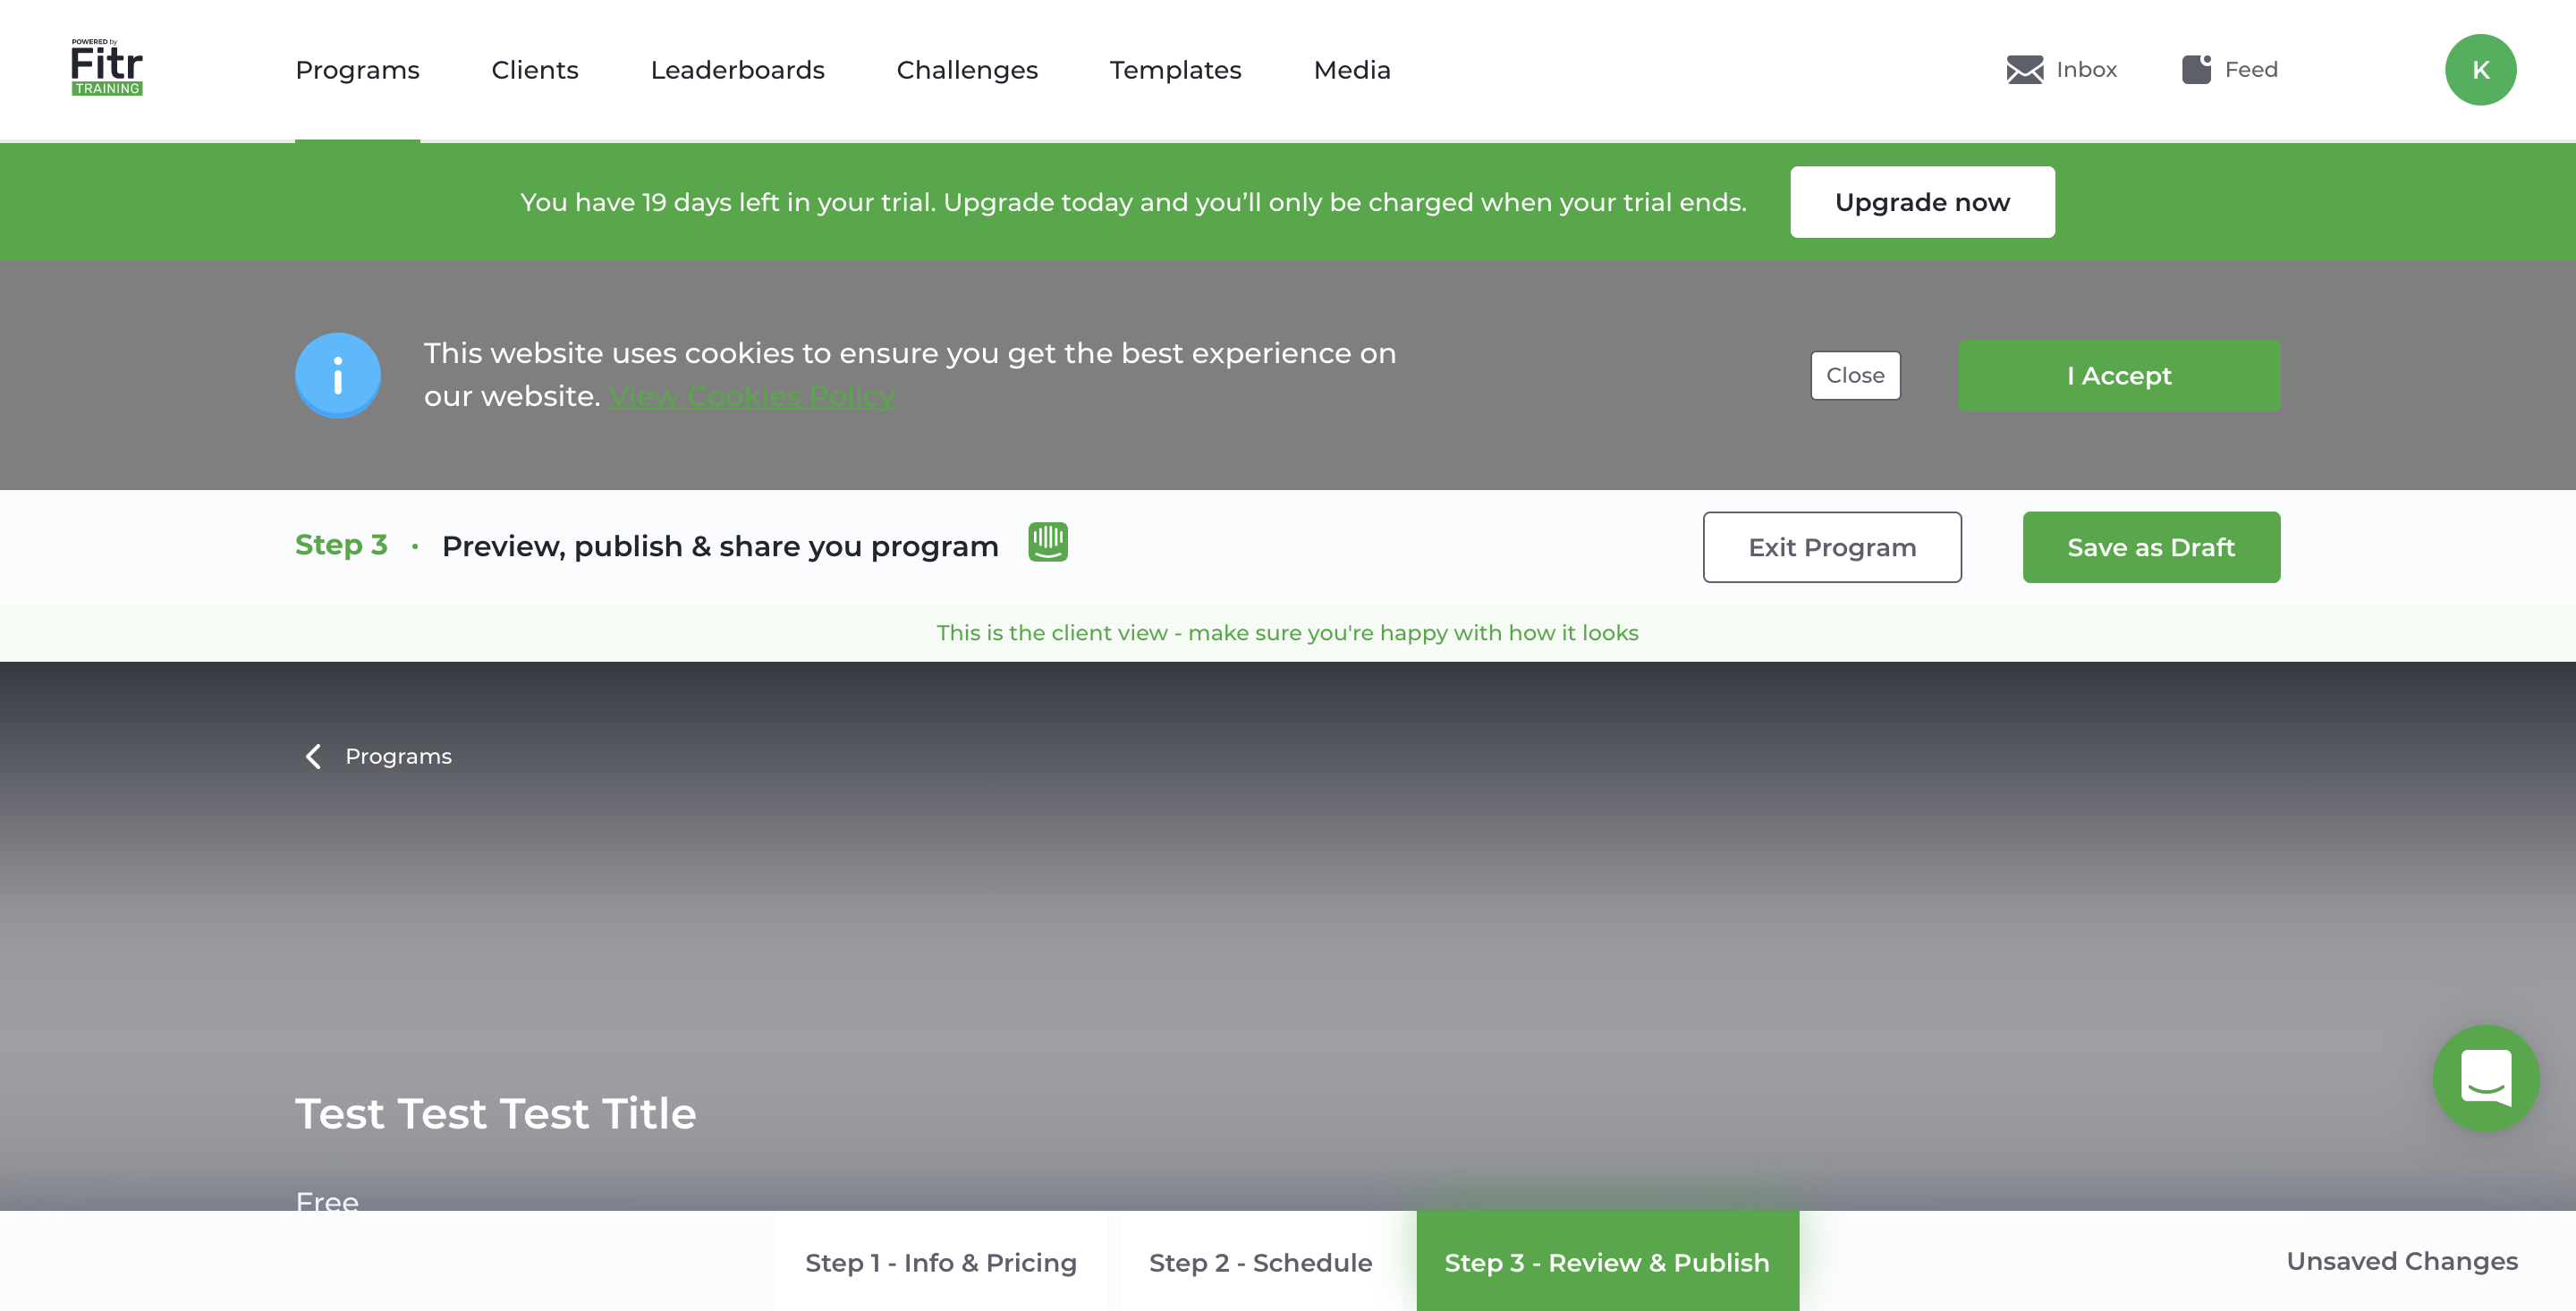 POWERED by
Fitr
TRAINING
Programs
Clients
Leaderboards
Challenges
Templates
Media
Inbox
Feed
K
You have 19 days left in your trial. Upgrade today and you’ll only be charged when your trial ends.
Upgrade now
This website uses cookies to ensure you get the best experience on
our website. View Cookies Policy
Close
I Accept
Step 3 • Preview, publish & share you program
Exit Program
Save as Draft
This is the client view - make sure you're happy with how it looks
Programs
Test Test Test Title
Free
Step 1 - Info & Pricing
Step 2 - Schedule
Step 3 - Review & Publish
Unsaved Changes